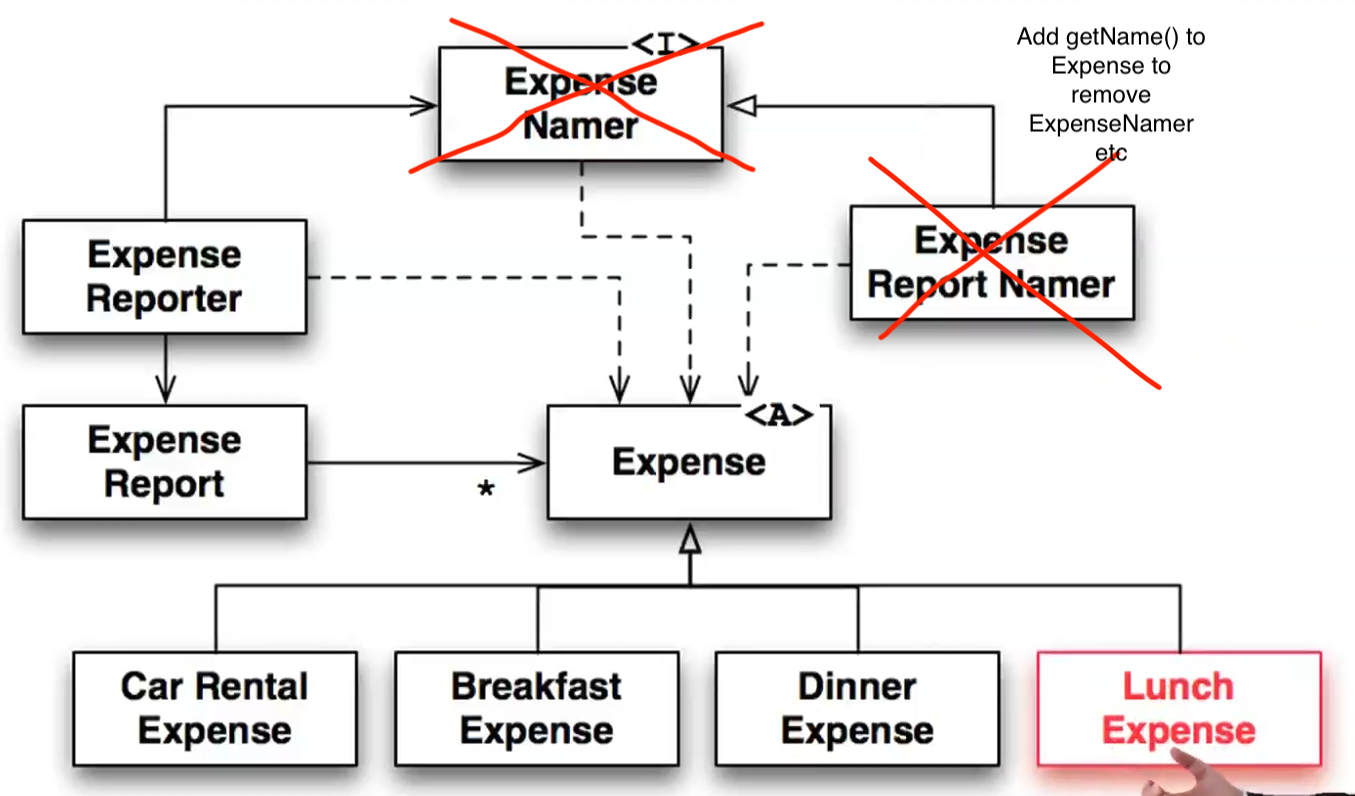 <I>
Expense
Namer
Add getName() to
Expense to
remove
ExpenseNamer
etc
Expense
Reporter
Expense
Report Namer
Expense
Report
*
<A>
Expense
Car Rental
Expense
Breakfast
Expense
Dinner
Expense
Lunch
Expense